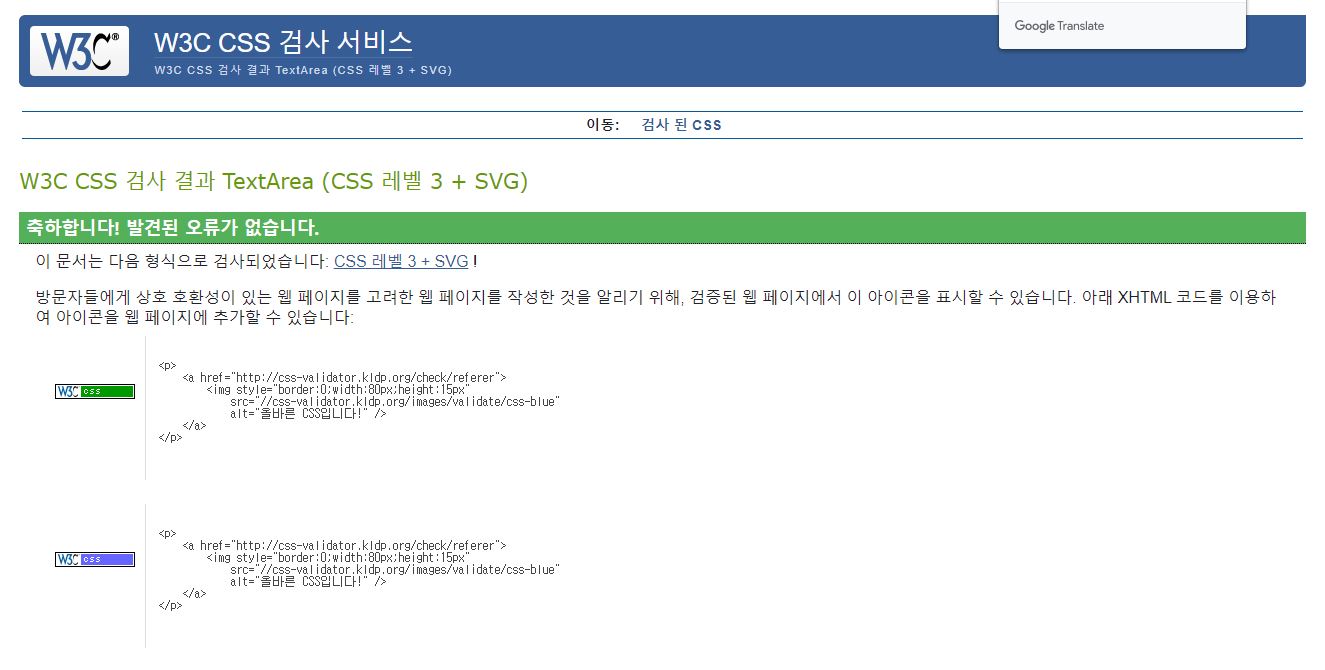 Google Translate
W3C®
W3C CSS 검사 서비스
W3C CSS 검사 결과 TextArea (CSS 레벨 3 + SVG)
이동: 검사 된 CSS
W3C CSS 검사 결과 TextArea (CSS 레벨 3 + SVG)
축하합니다! 발견된 오류가 없습니다.
이 문서는 다음 형식으로 검사되었습니다: CSS 레벨 3 + SVG !
방문자들에게 상호 호환성이 있는 웹 페이지를 고려한 웹 페이지를 작성한 것을 알리기 위해, 검증된 웹 페이지에서 이 아이콘을 표시할 수 있습니다. 아래 XHTML 코드를 이용하
여 아이콘을 웹 페이지에 추가할 수 있습니다:
W3C css
<p>
<a href="http://css-validator.kldp.org/check/referer">
<img style="border:0;width:80px;height:15px"
src="//css-validator.kldp.org/images/validate/css-blue"
alt="올바른 CSS입니다!" />
</a>
</p>
W3C css
<p>
<a href="http://css-validator.kldp.org/check/referer">
<img style="border:0;width:80px;height:15px"
src="//css-validator.kldp.org/images/validate/css-blue"
alt="올바른 CSS입니다!" />
</a>
</p>